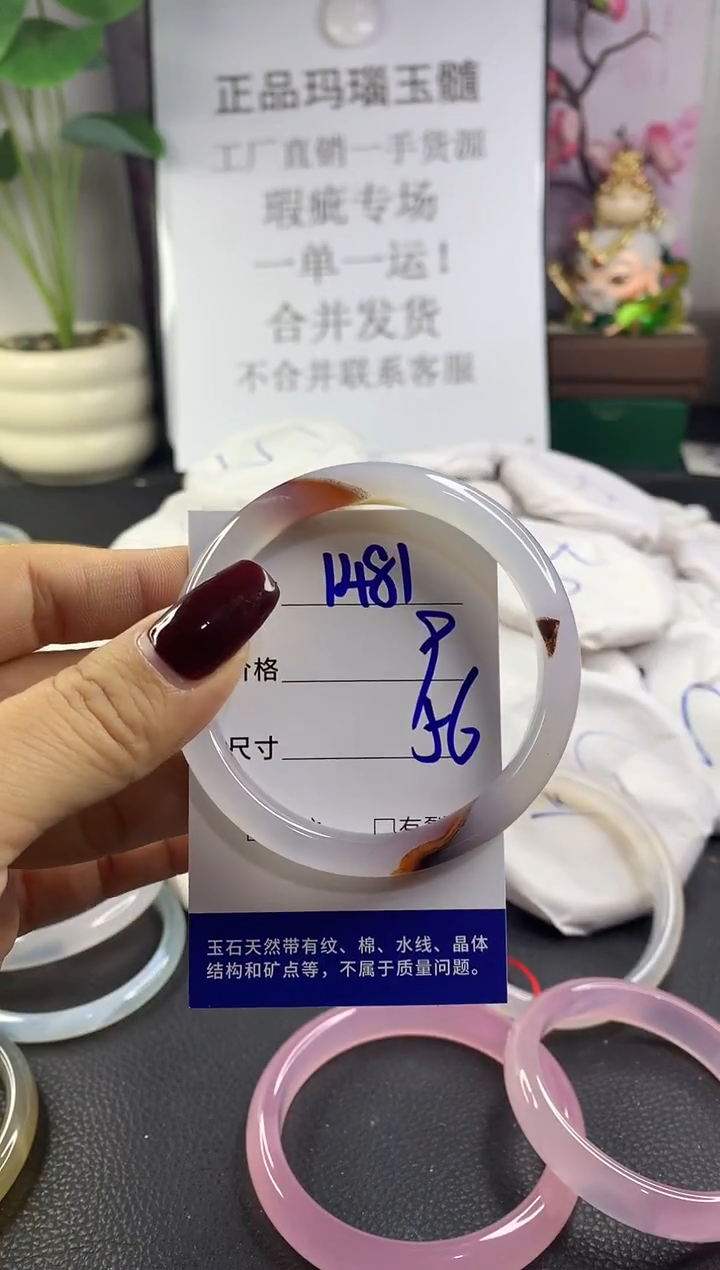 正品玛瑙玉髓
工厂直销一手货源
瑕疵专场
一单一运！
合并发货
不合并联系客服
1481
价格
尺寸
56
□有裂
玉石天然带有纹、棉、水线、晶体
结构和矿点等，不属于质量问题。